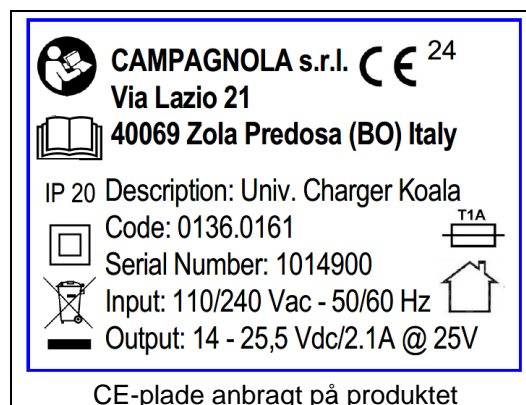 CAMPAGNOLA s.r.l. CE 24
Via Lazio 21
40069 Zola Predosa (BO) Italy
IP 20 Description: Univ. Charger Koala
Code: 0136.0161
T1A
Serial Number: 1014900
Input: 110/240 Vac - 50/60 Hz
Output: 14 - 25,5 Vdc/2.1A @ 25V
CE-plade anbragt på produktet